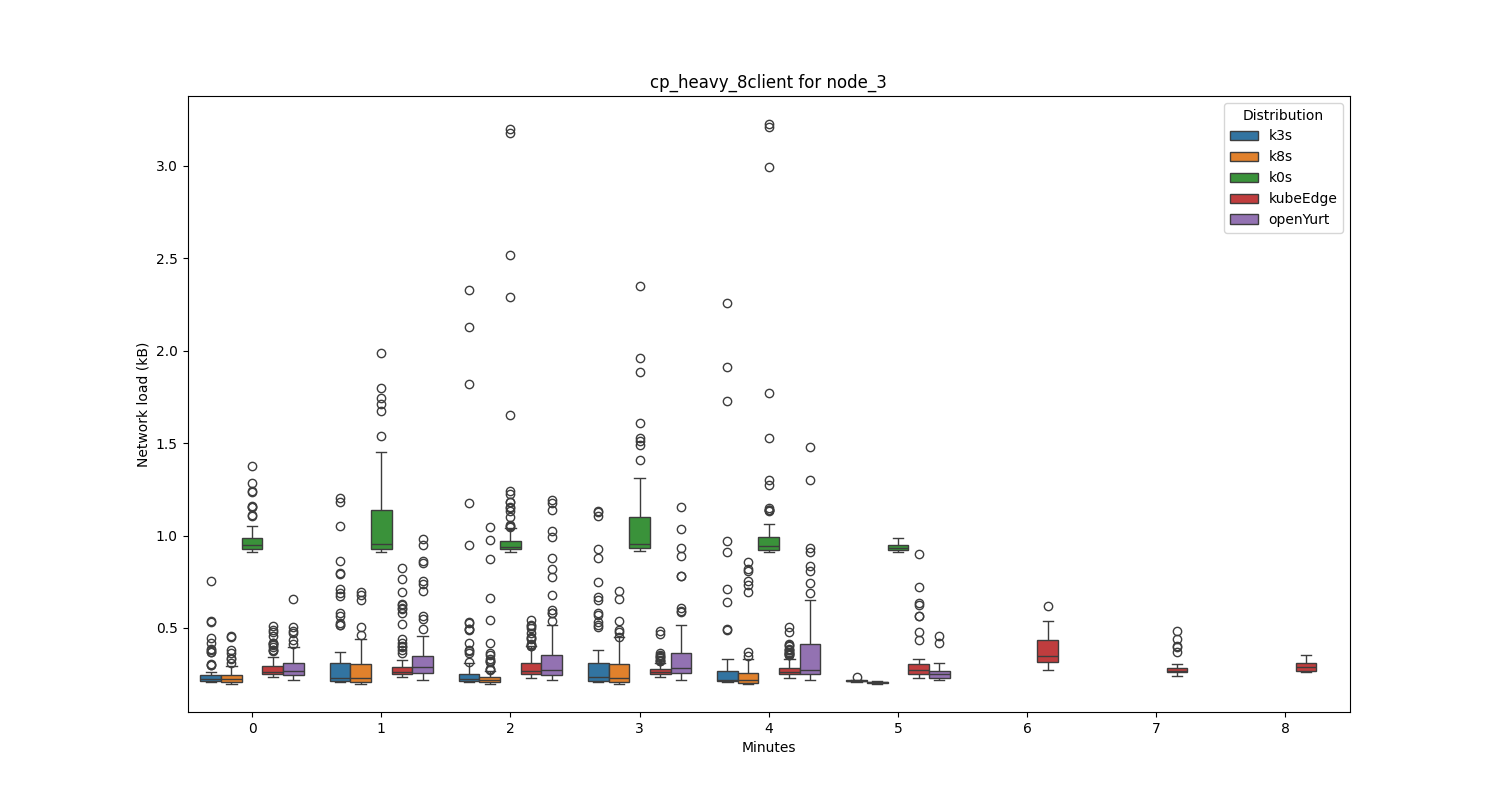 cp_heavy_8client for node_3
Distribution
k3s
k8s
k0s
kubeEdge
openYurt
Network load (kB)
3.0
2.5
2.0
1.5
1.0
0.5
0 1 2 3 4 5 6 7 8
Minutes